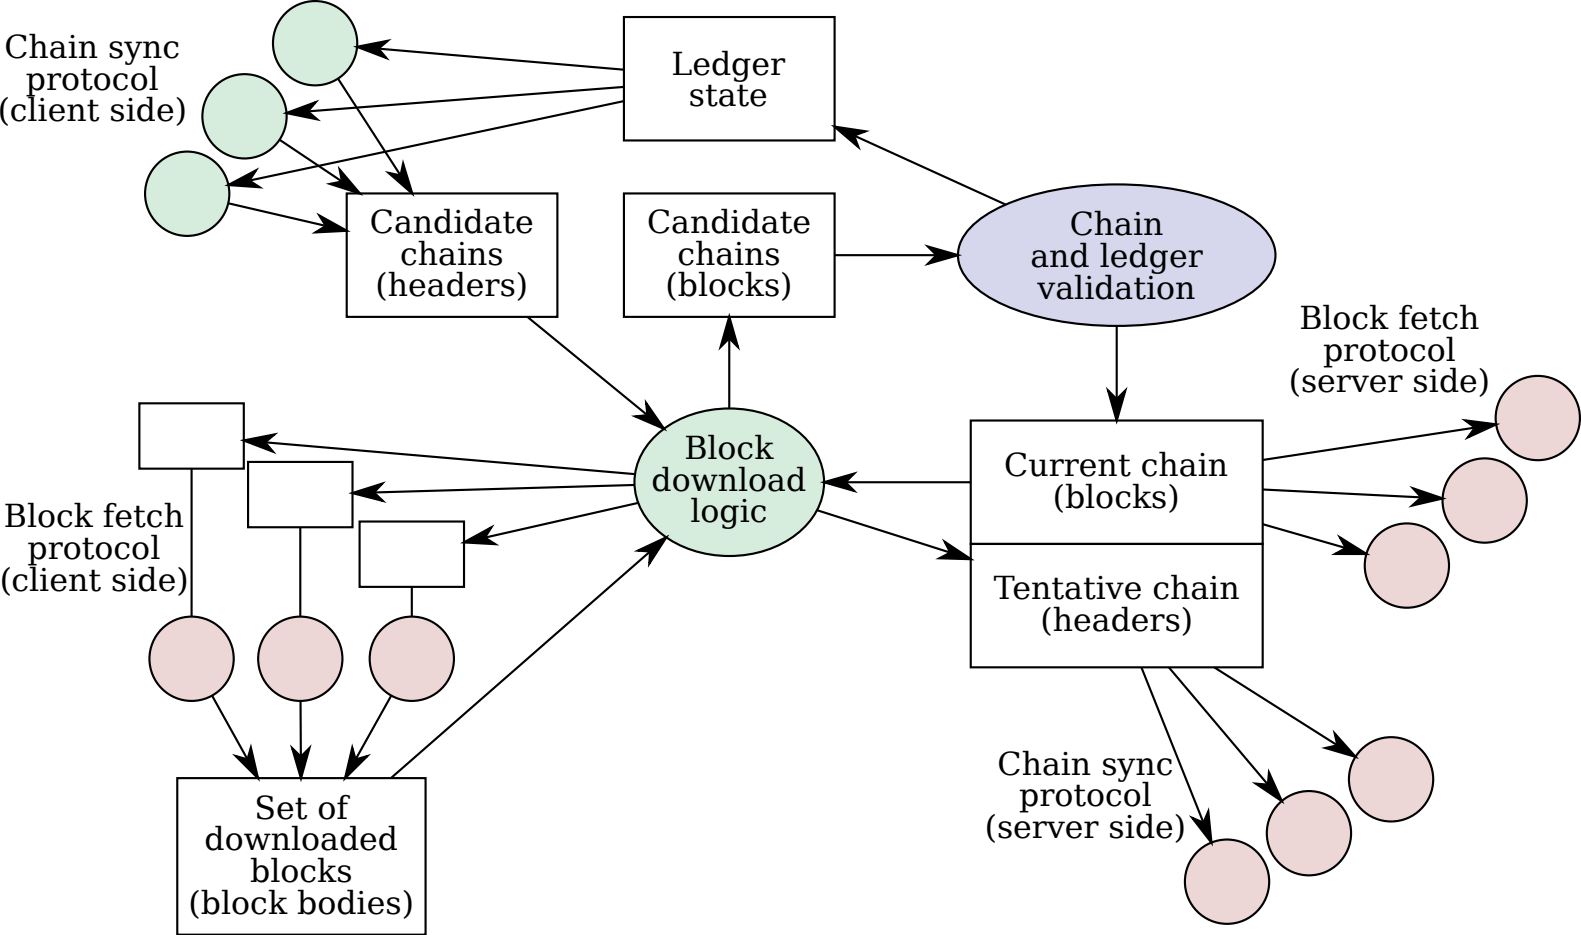 Chain sync
protocol
(client side)
Ledger
state
Candidate
chains
(headers)
Candidate
chains
(blocks)
Chain
and ledger
validation
Block fetch
protocol
(server side)
Block
download
logic
Current chain
(blocks)
Tentative chain
(headers)
Block fetch
protocol
(client side)
Chain sync
protocol
(server side)
Set of
downloaded
blocks
(block bodies)